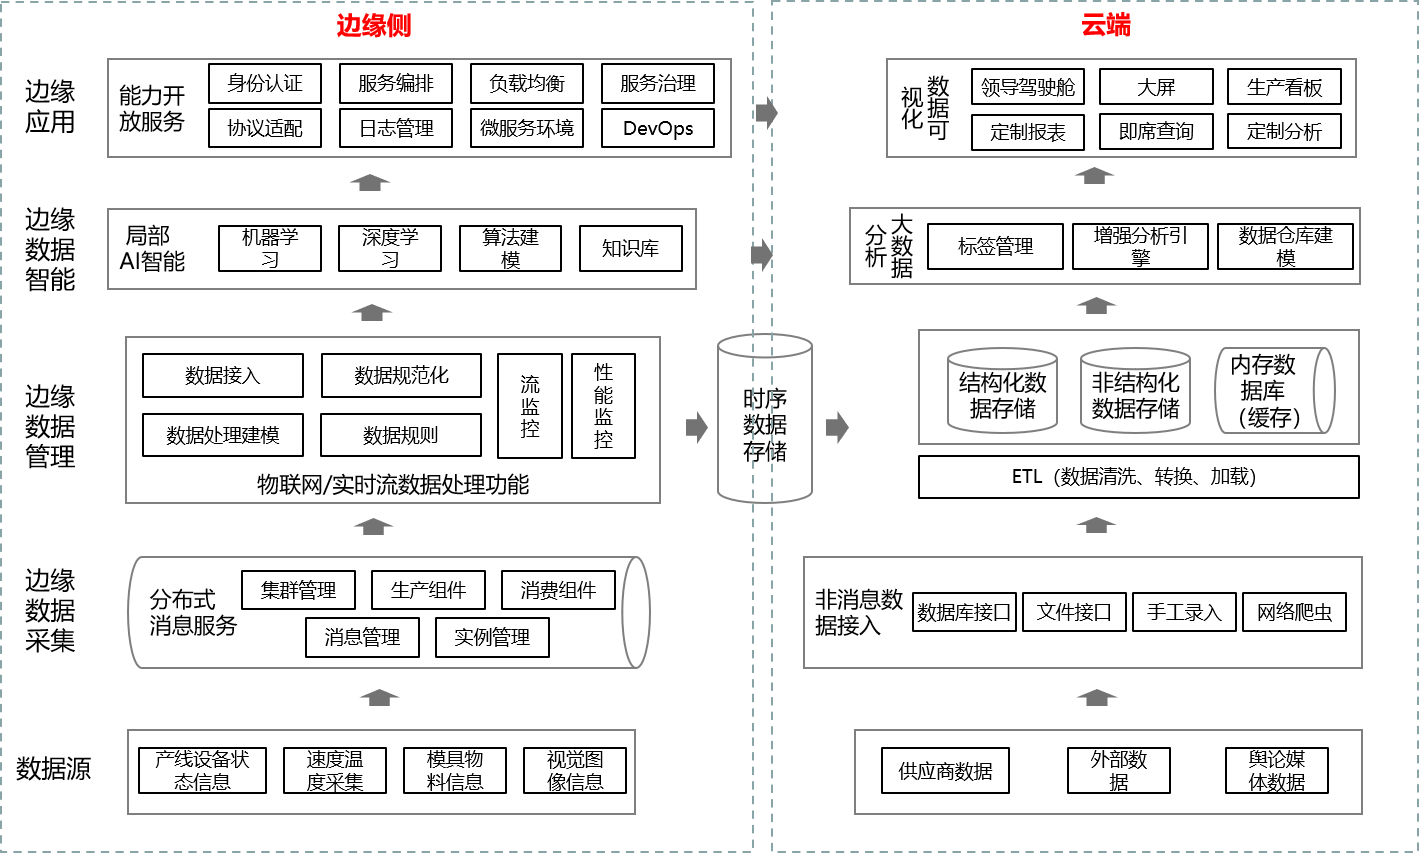 边缘侧
云端
边缘
应用
能力开
放服务
身份认证
服务编排
负载均衡
服务治理
协议适配
日志管理
微服务环境
DevOps
数据可
视化
领导驾驶舱
大屏
生产看板
定制报表
即席查询
定制分析
边缘
数据
智能
局部
AI智能
机器学
习
深度学
习
算法建
模
知识库
大数据
分析
标签管理
增强分析引
擎
数据仓库建
模
边缘
数据
管理
数据接入
数据规范化
数据处理建模
数据规则
流
监
控
性
能
监
控
物联网/实时流数据处理功能
时序
数据
存储
结构化数
据存储
非结构化
数据存储
内存数
据库
（缓存）
ETL（数据清洗、转换、加载）
边缘
数据
采集
分布式
消息服务
集群管理
生产组件
消费组件
消息管理
实例管理
非消息数
据接入
数据库接口
文件接口
手工录入
网络爬虫
数据源
产线设备状
态信息
速度温
度采集
模具物
料信息
视觉图
像信息
供应商数据
外部数
据
舆论媒
体数据